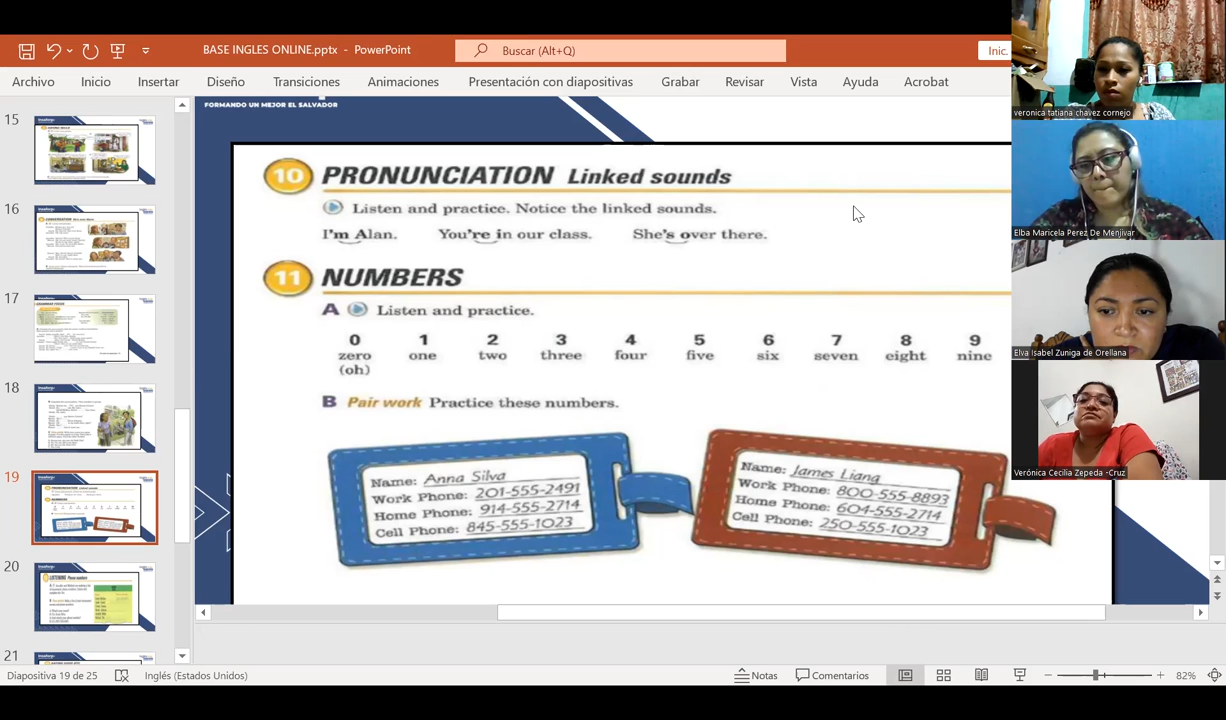 BASE INGLES ONLINE.pptx - PowerPoint
Buscar (Alt+Q)
Inic.
Archivo Inicio Insertar Diseño Transiciones Animaciones Presentación con diapositivas Grabar Revisar Vista Ayuda Acrobat
FORMANDO UN MEJOR EL SALVADOR
15
16
17
18
19
20
21
10 PRONUNCIATION Linked sounds
Listen and practice. Notice the linked sounds.
I'm Alan. You're in our class. She's over there.
11 NUMBERS
A Listen and practice.
0 1 2 3 4 5 6 7 8 9
zero one two three four five six seven eight nine
(oh)
B Pair work Practice these numbers.
Name: Anna Silva
Work Phone: 201-555-2491
Home Phone: 914-555-2714
Cell Phone: 845-555-1023
Name: James Liang
Work Phone: 800-555-8893
Home Phone: 604-555-2714
Cell Phone: 250-555-1023
veronica tatiana chavez cornejo
Elba Maricela Perez De Menjivar
Elva Isabel Zuniga de Orellana
Verónica Cecilia Zepeda -Cruz
Diapositiva 19 de 25 Inglés (Estados Unidos) Notas Comentarios 82%